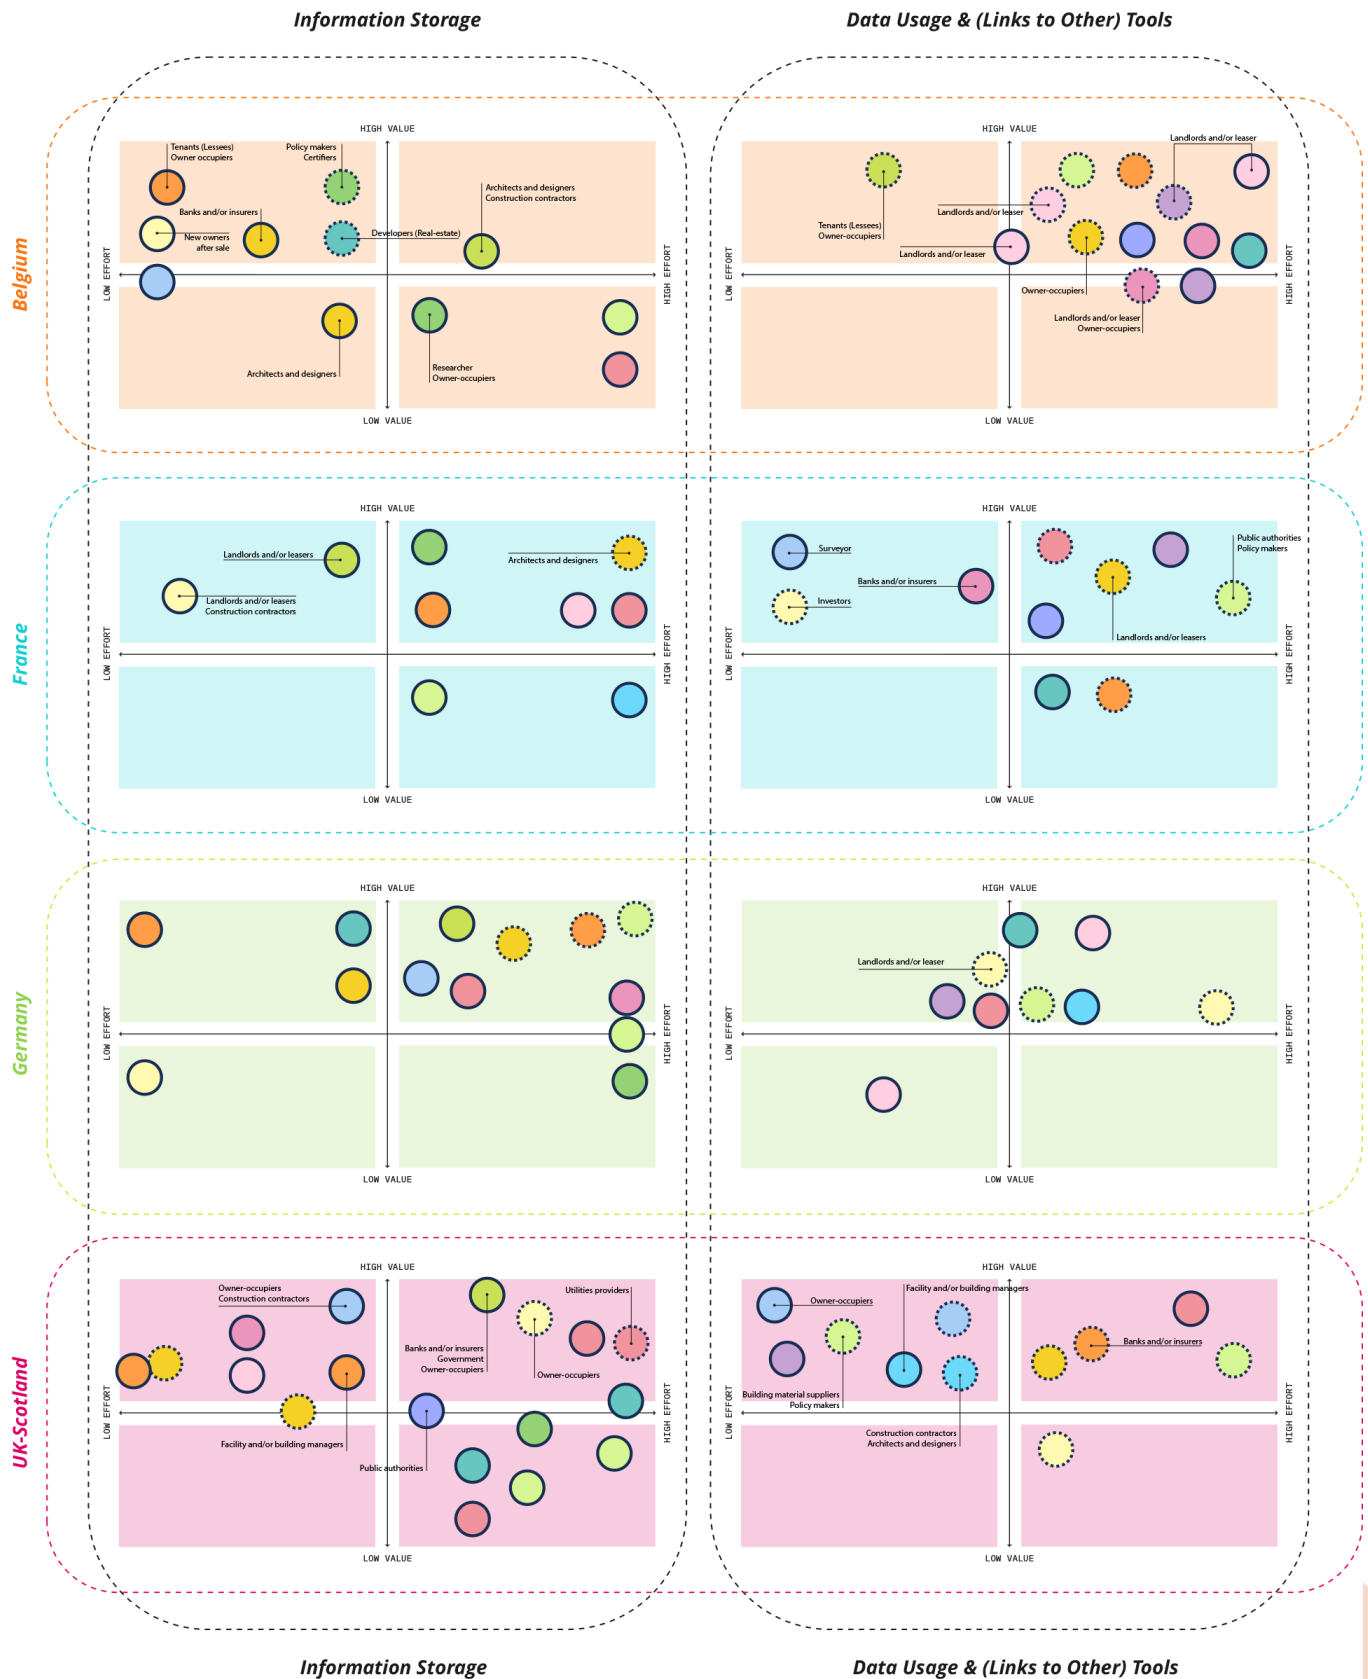 Information Storage
Data Usage & (Links to Other) Tools
Belgium
HIGH VALUE
LOW EFFORT
HIGH EFFORT
LOW VALUE
Tenants (Lessees)
Owner occupiers
Policy makers
Certifiers
Banks and/or insurers
New owners
after sale
Developers (Real-estate)
Architects and designers
Construction contractors
Architects and designers
Researcher
Owner-occupiers
HIGH VALUE
LOW EFFORT
HIGH EFFORT
LOW VALUE
Landlords and/or leaser
Landlords and/or leaser
Tenants (Lessees)
Owner-occupiers
Landlords and/or leaser
Owner-occupiers
Landlords and/or leaser
Owner-occupiers
France
HIGH VALUE
LOW EFFORT
HIGH EFFORT
LOW VALUE
Landlords and/or leasers
Architects and designers
Landlords and/or leasers
Construction contractors
HIGH VALUE
LOW EFFORT
HIGH EFFORT
LOW VALUE
Surveyor
Banks and/or insurers
Investors
Public authorities
Policy makers
Landlords and/or leasers
Germany
HIGH VALUE
LOW EFFORT
HIGH EFFORT
LOW VALUE
HIGH VALUE
LOW EFFORT
HIGH EFFORT
LOW VALUE
Landlords and/or leaser
UK-Scotland
HIGH VALUE
LOW EFFORT
HIGH EFFORT
LOW VALUE
Owner-occupiers
Construction contractors
Utilities providers
Banks and/or insurers
Government
Owner-occupiers
Owner-occupiers
Facility and/or building managers
Public authorities
HIGH VALUE
LOW EFFORT
HIGH EFFORT
LOW VALUE
Facility and/or building managers
Owner-occupiers
Banks and/or insurers
Building material suppliers
Policy makers
Construction contractors
Architects and designers
Information Storage
Data Usage & (Links to Other) Tools